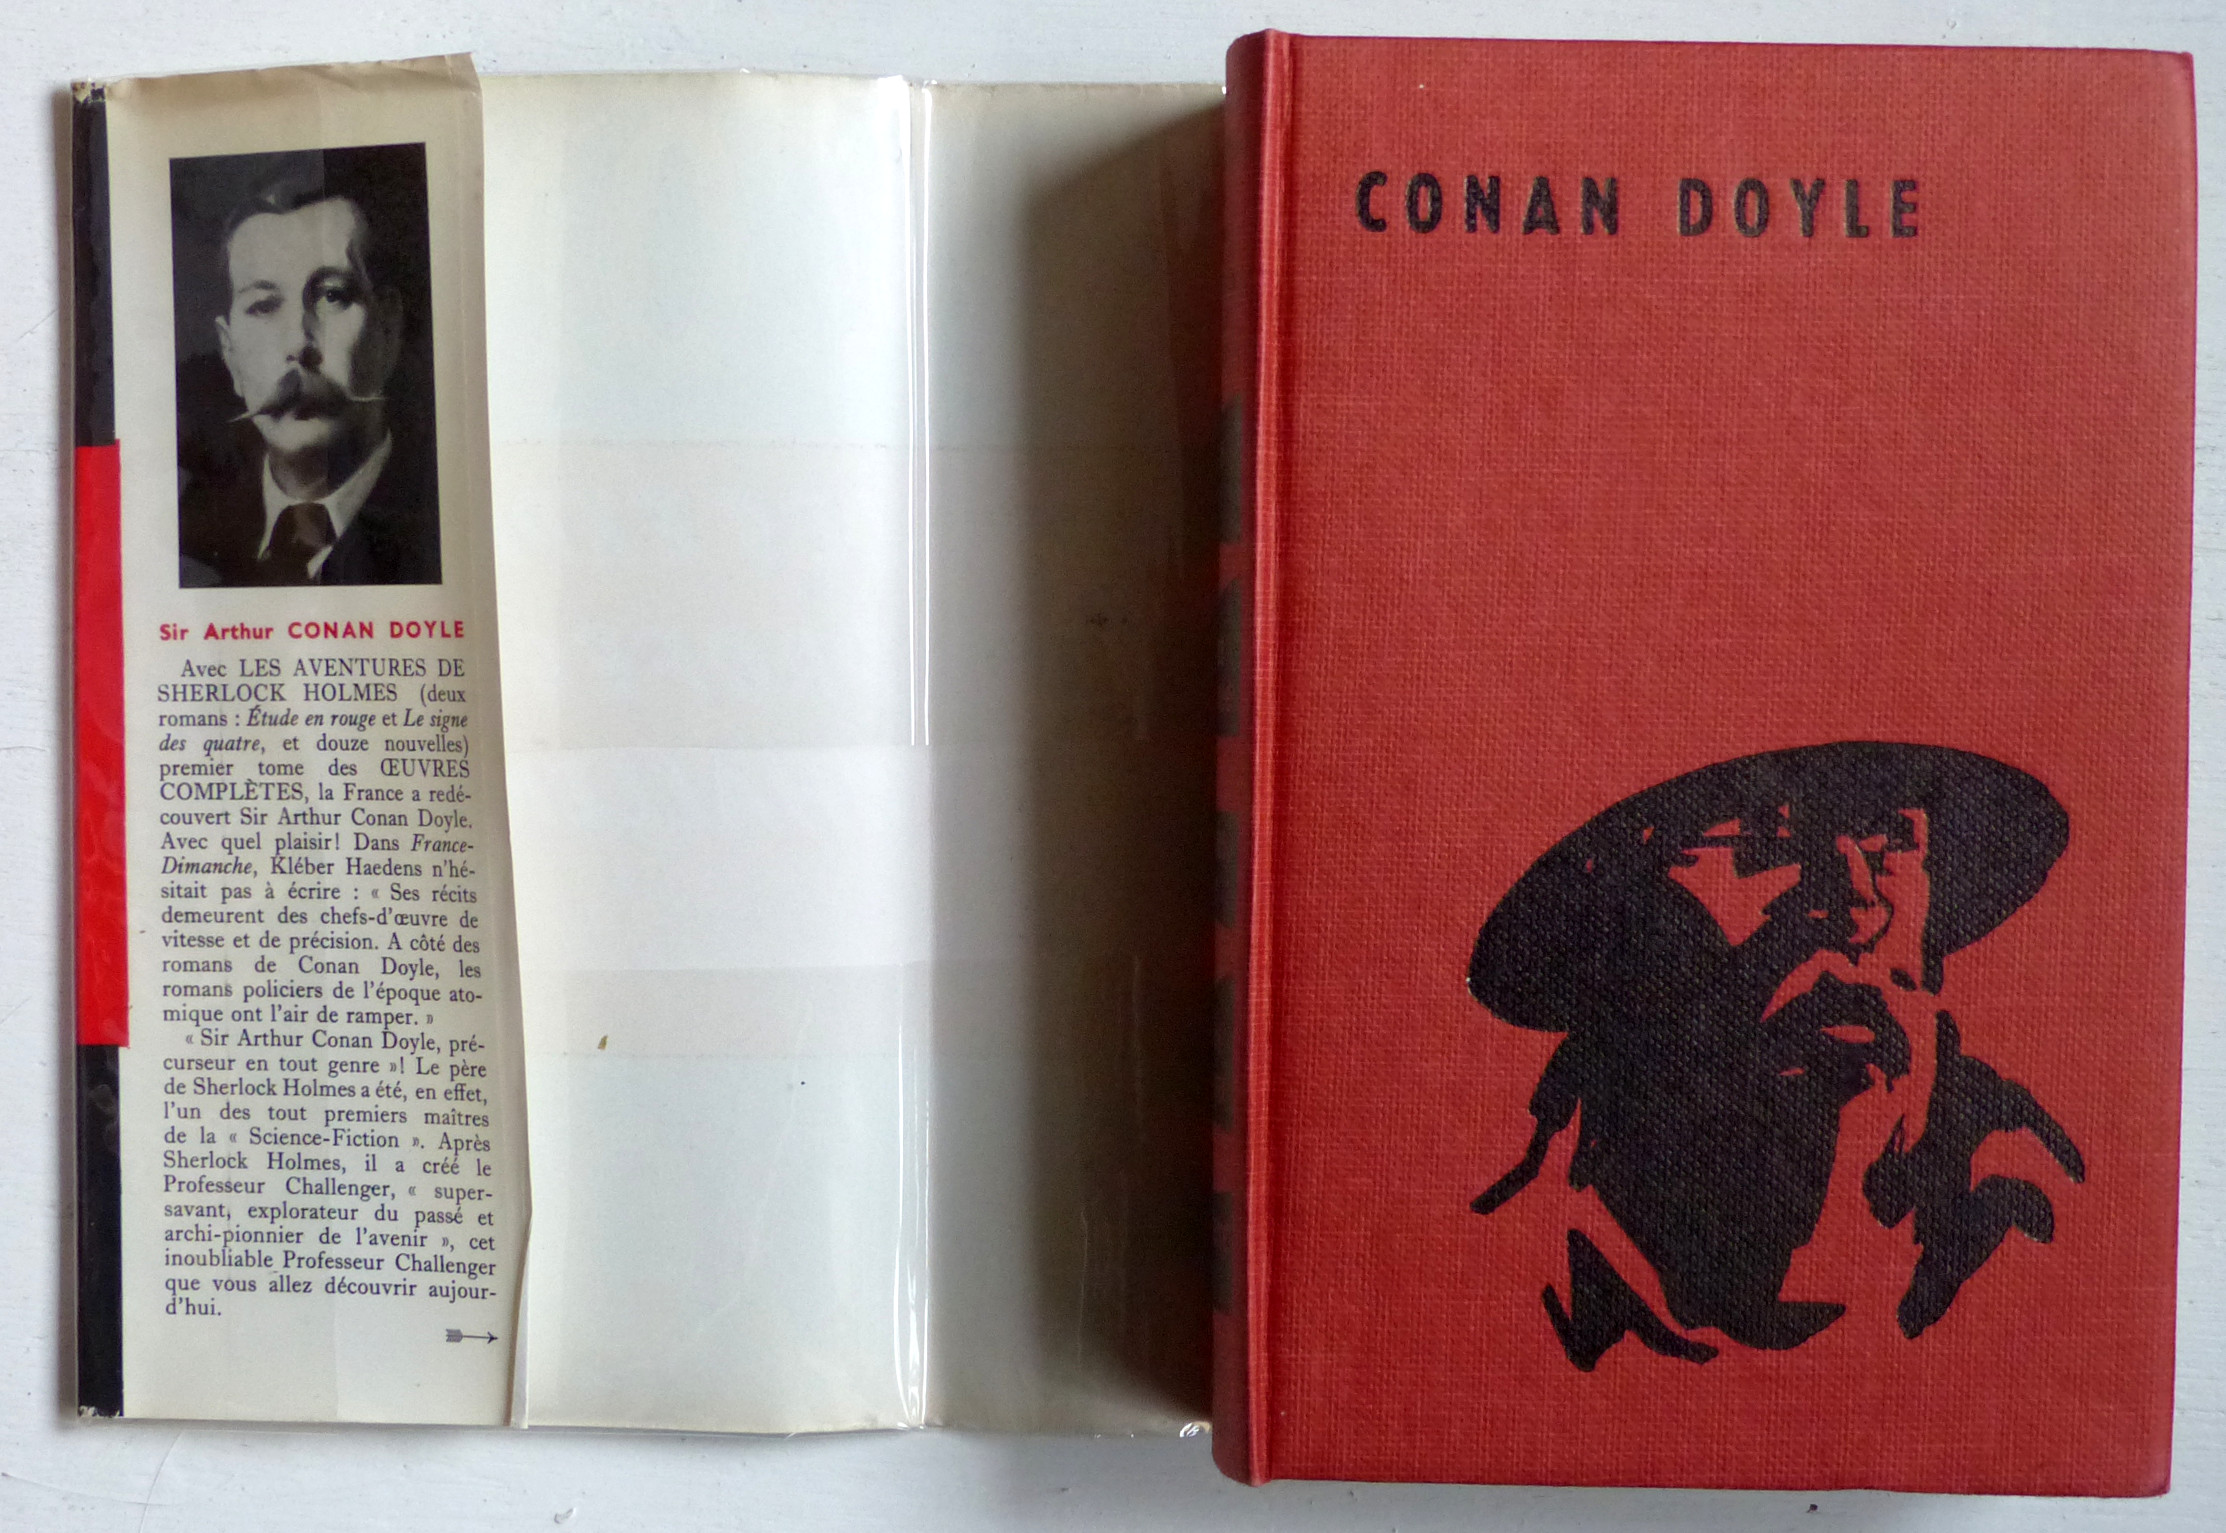 Sir Arthur CONAN DOYLE
Avec LES AVENTURES DE
SHERLOCK HOLMES (deux
romans : Étude en rouge et Le signe
des quatre, et douze nouvelles)
premier tome des ŒUVRES
COMPLÈTES, la France a redé-
couvert Sir Arthur Conan Doyle.
Avec quel plaisir! Dans France-
Dimanche, Kléber Haedens n'hé-
sitait pas à écrire : « Ses récits
demeurent des chefs-d'œuvre de
vitesse et de précision. A côté des
romans de Conan Doyle, les
romans policiers de l'époque ato-
mique ont l'air de ramper. »
« Sir Arthur Conan Doyle, pré-
curseur en tout genre »! Le père
de Sherlock Holmes a été, en effet,
l'un des tout premiers maîtres
de la « Science-Fiction ». Après
Sherlock Holmes, il a créé le
Professeur Challenger, « super-
savant, explorateur du passé et
archi-pionnier de l'avenir », cet
inoubliable Professeur Challenger
que vous allez découvrir aujour-
d'hui.
CONAN DOYLE